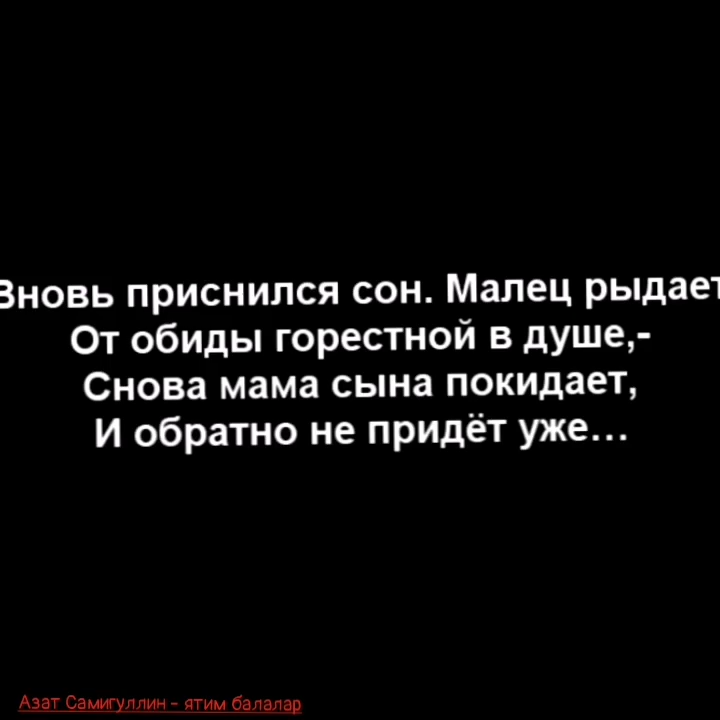 Вновь приснился сон. Малец рыдает
От обиды горестной в душе,-
Снова мама сына покидает,
И обратно не придёт уже...
Азат Самигуллин - ятим балалар